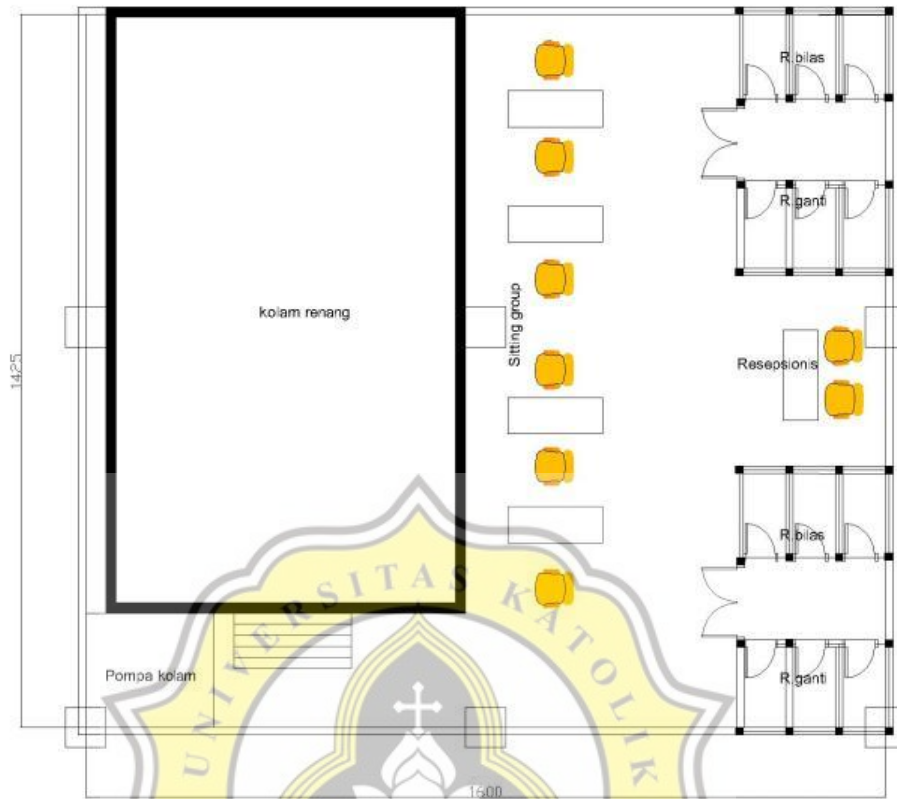 R.bilas
R.ganti
kolam renang
Sitting group
1425
Resepsionis
R.bilas
UNIVERSITAS KATOLIK
Pompa kolam
R.ganti
1600